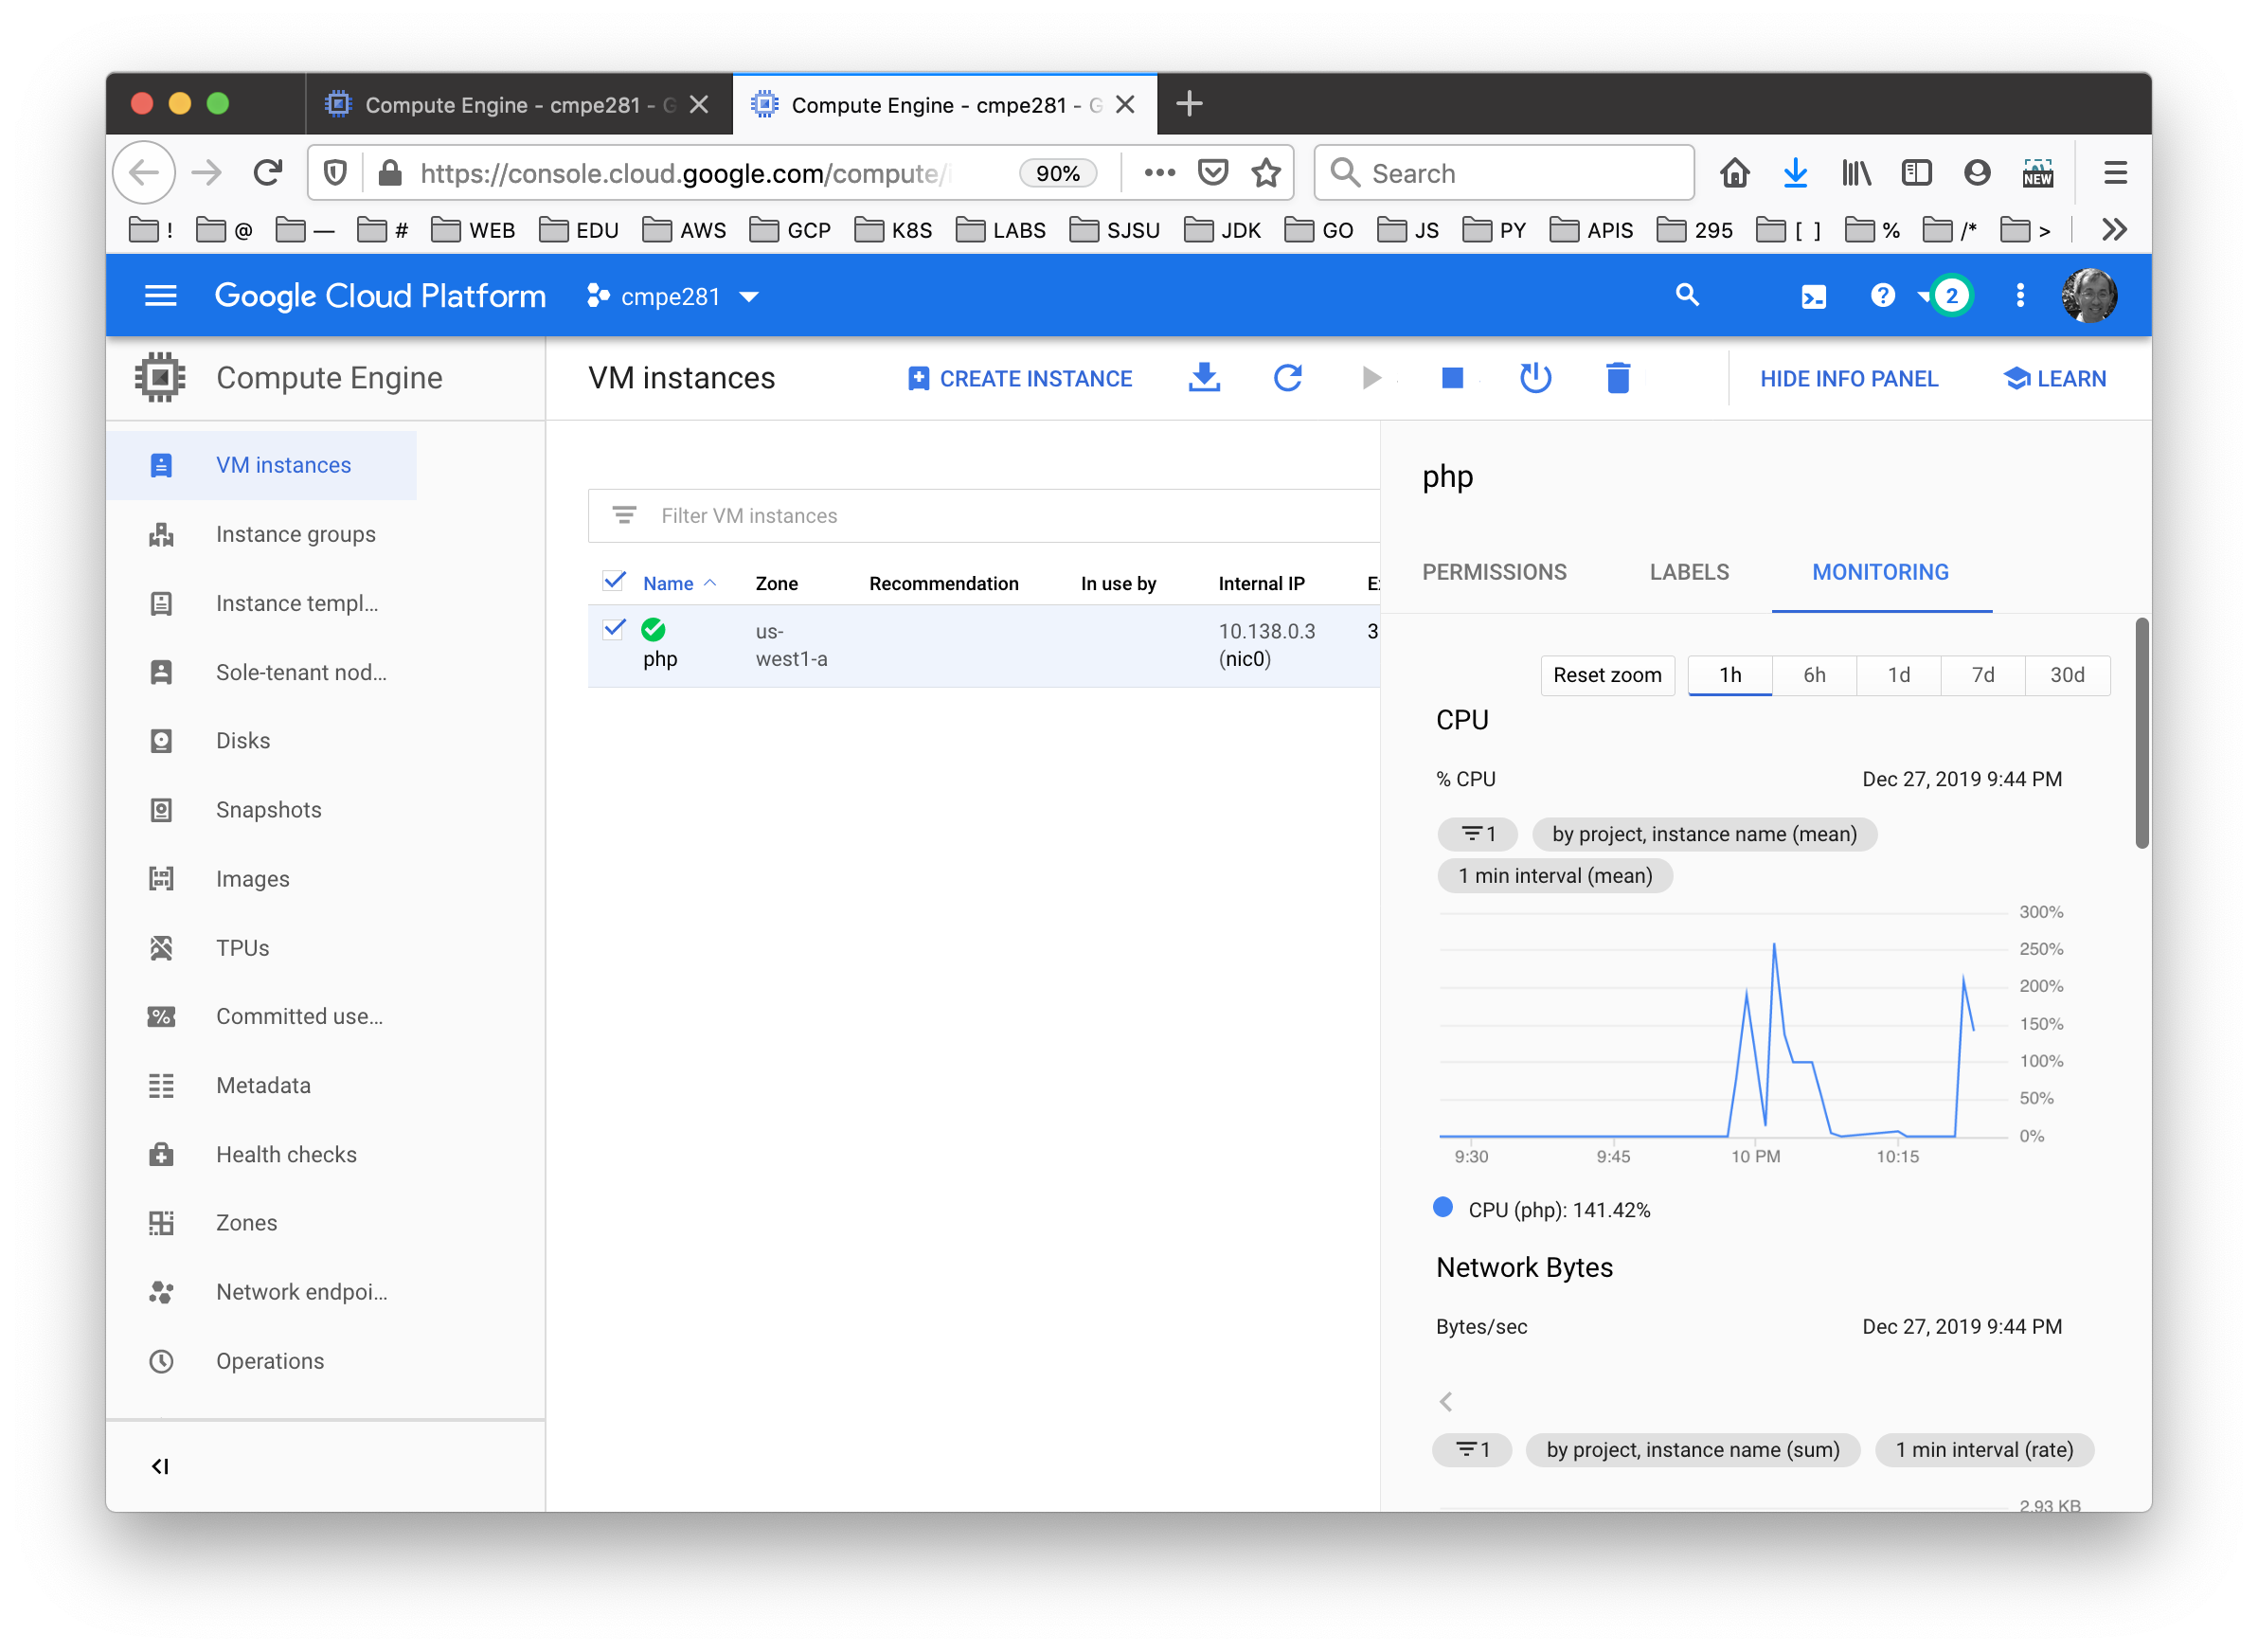 Compute Engine - cmpe281 - G
Compute Engine - cmpe281 - G
https://console.cloud.google.com/compute/i
90%
Search
NEW
!
@
—
#
WEB
EDU
AWS
GCP
K8S
LABS
SJSU
JDK
GO
JS
PY
APIS
295
[ ]
%
/*
>
Google Cloud Platform
cmpe281
2
Compute Engine
VM instances
CREATE INSTANCE
HIDE INFO PANEL
LEARN
VM instances
Instance groups
Instance templ...
Sole-tenant nod...
Disks
Snapshots
Images
TPUs
Committed use...
Metadata
Health checks
Zones
Network endpoi...
Operations
Filter VM instances
Name
Zone
Recommendation
In use by
Internal IP
php
us-
west1-a
10.138.0.3
(nic0)
3
php
PERMISSIONS
LABELS
MONITORING
Reset zoom
1h
6h
1d
7d
30d
CPU
% CPU
Dec 27, 2019 9:44 PM
1
by project, instance name (mean)
1 min interval (mean)
300%
250%
200%
150%
100%
50%
0%
9:30
9:45
10 PM
10:15
CPU (php): 141.42%
Network Bytes
Bytes/sec
Dec 27, 2019 9:44 PM
1
by project, instance name (sum)
1 min interval (rate)
2.93 KB